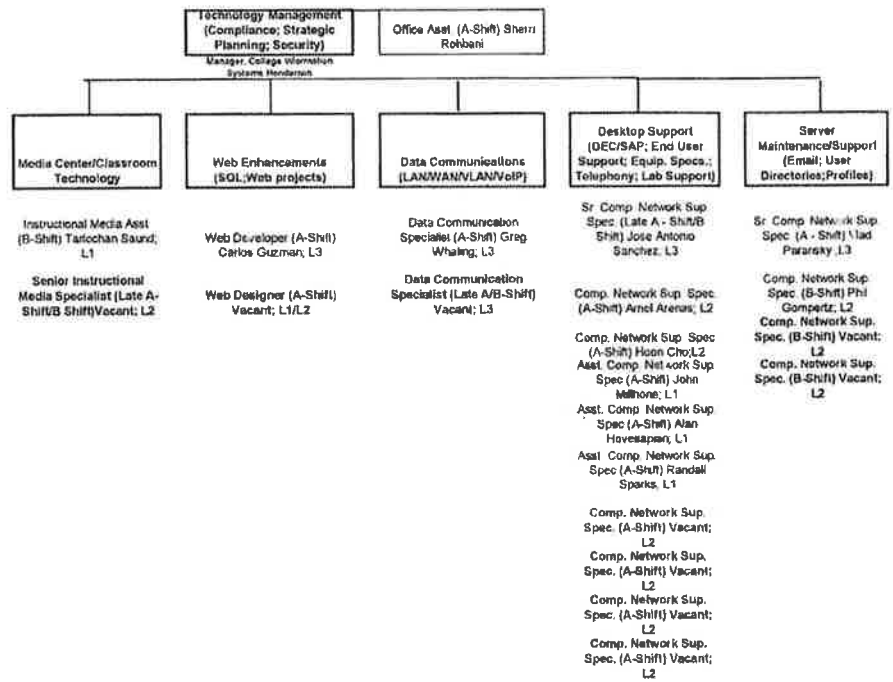 Technology Management
(Compliance; Strategic
Planning; Security)
Manager, College Information
Systems Henderson
Office Asst (A-Shift) Sherri
Rohbani
Media Center/Classroom
Technology
Instructional Media Asst
(B-Shift) Tarlochan Saund;
L1
Senior Instructional
Media Specialist (Late A-
Shift/B Shift)Vacant; L2
Web Enhancements
(SQL;Web projects)
Web Developer (A-Shift)
Carlos Guzman; L3
Web Designer (A-Shift)
Vacant; L1/L2
Data Communications
(LAN/WAN/VLAN/VoIP)
Data Communication
Specialist (A-Shift) Greg
Whaling; L3
Data Communication
Specialist (Late A/B-Shift)
Vacant; L3
Desktop Support
(DEC/SAP; End User
Support; Equip. Specs.;
Telephony; Lab Support)
Sr Comp Network Sup
Spec (Late A - Shift/B
Shift) Jose Antonio
Sanchez, L3
Comp. Network Sup Spec.
(A-Shift) Arnel Arenas; L2
Comp. Network Sup Spec
(A-Shift) Hoon Cho;L2
Asst. Comp. Network Sup
Spec (A-Shift) John
Millhone; L1
Asst. Comp. Network Sup
Spec (A-Shift) Alan
Hovesapian; L1
Asst Comp. Network Sup
Spec (A-Shift) Randall
Sparks, L1
Comp. Network Sup.
Spec. (A-Shift) Vacant;
L2
Comp. Network Sup.
Spec. (A-Shift) Vacant;
L2
Comp. Network Sup.
Spec. (A-Shift) Vacant;
L2
Comp. Network Sup.
Spec. (A-Shift) Vacant;
L2
Server
Maintenance/Support
(Email; User
Directories;Profiles)
Sr Comp Network Sup
Spec (A - Shift) Vlad
Paransky, L3
Comp Network Sup
Spec (B-Shift) Phil
Gompertz; L2
Comp. Network Sup.
Spec. (B-Shift) Vacant;
L2
Comp. Network Sup.
Spec. (B-Shift) Vacant;
L2